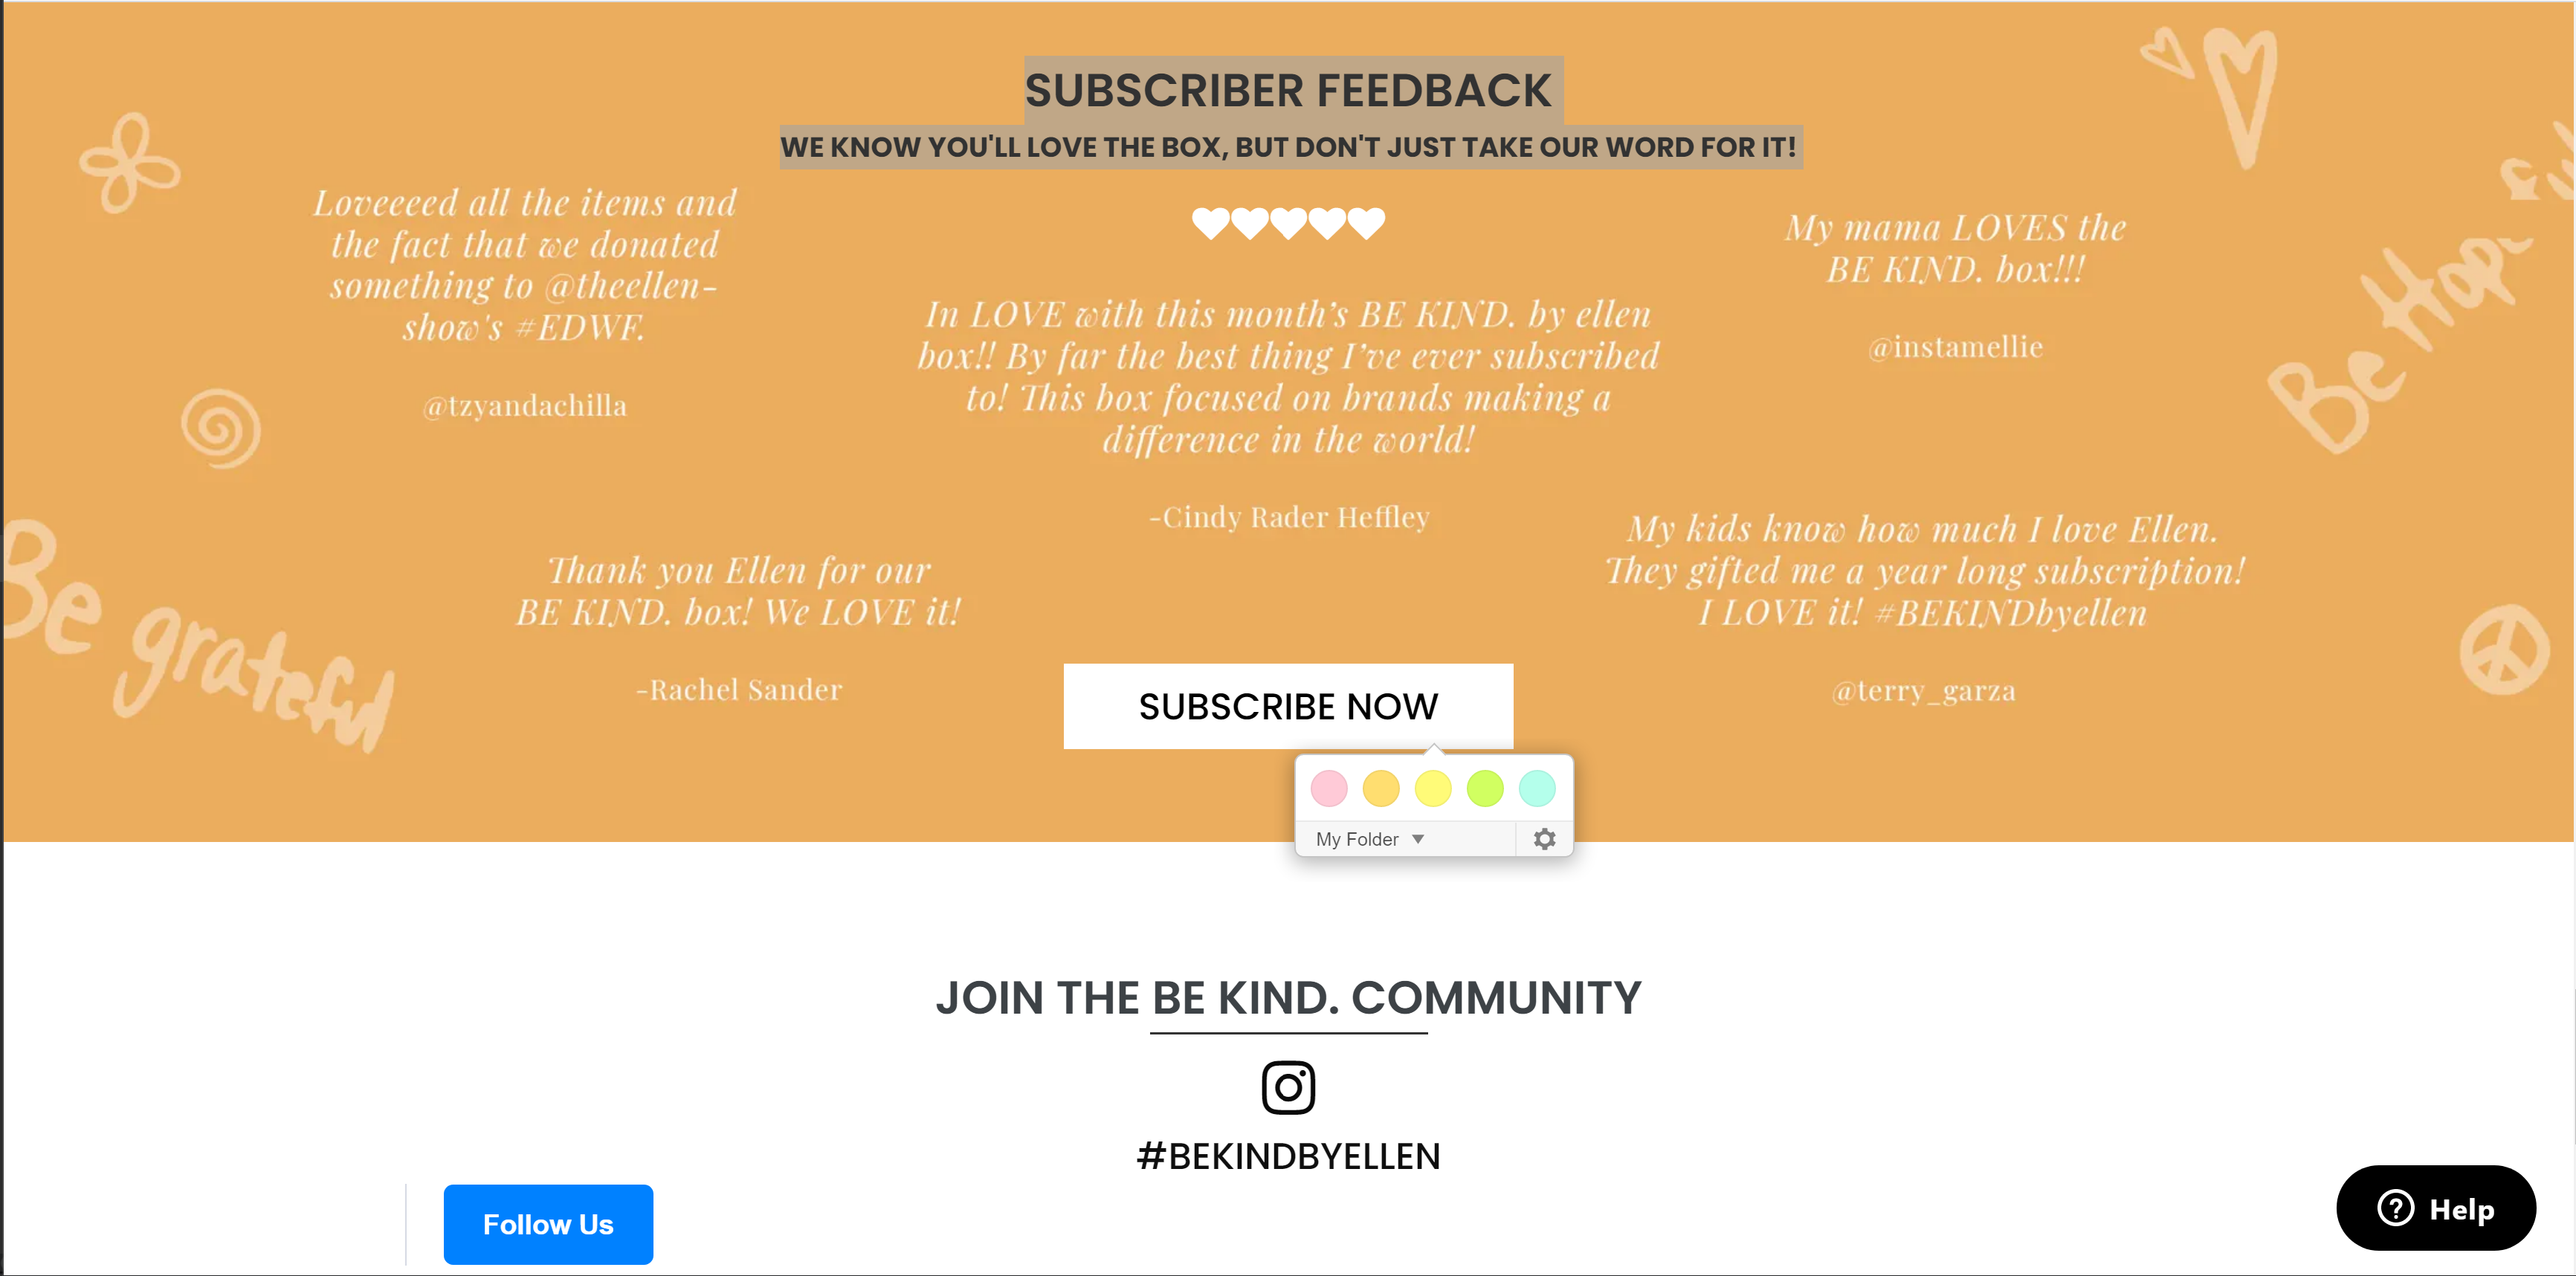 SUBSCRIBER FEEDBACK
WE KNOW YOU'LL LOVE THE BOX, BUT DON'T JUST TAKE OUR WORD FOR IT!
Loveeeed all the items and
the fact that we donated
something to @theellen-
show's #EDWF.
@tzyandachilla
In LOVE with this month’s BE KIND. by ellen
box!! By far the best thing I’ve ever subscribed
to! This box focused on brands making a
difference in the world!
-Cindy Rader Heffley
My mama LOVES the
BE KIND. box!!!
@instamellie
Be Hope
Be grateful
Thank you Ellen for our
BE KIND. box! We LOVE it!
-Rachel Sander
My kids know how much I love Ellen.
They gifted me a year long subscription!
I LOVE it! #BEKINDbyellen
@terry_garza
SUBSCRIBE NOW
My Folder
JOIN THE BE KIND. COMMUNITY
#BEKINDBYELLEN
Follow Us
Help